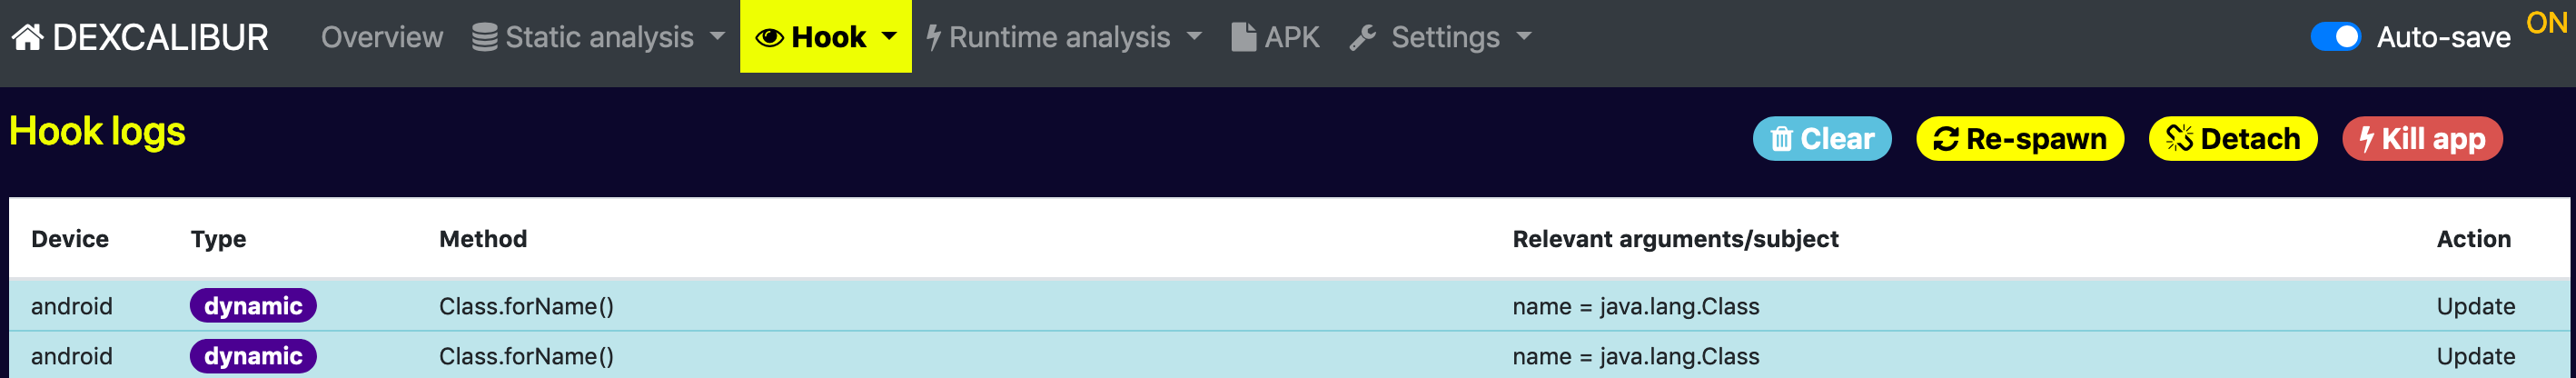 DEXCALIBUR Overview Static analysis Hook Runtime analysis APK Settings Auto-save ON
Hook logs Clear Re-spawn Detach Kill app
Device Type Method Relevant arguments/subject Action
android dynamic Class.forName() name = java.lang.Class Update
android dynamic Class.forName() name = java.lang.Class Update